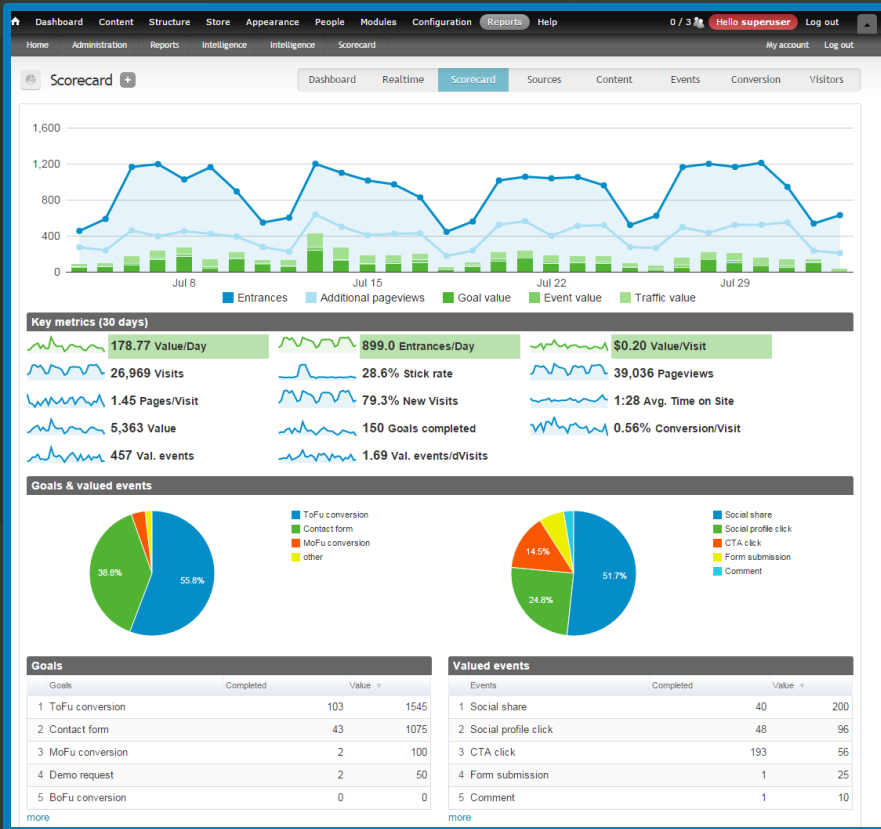 Dashboard Content Structure Store Appearance People Modules Configuration Reports Help 0 / 3 Hello superuser Log out
Home Administration Reports Intelligence Intelligence Scorecard My account Log out
Scorecard + Dashboard Realtime Scorecard Sources Content Events Conversion Visitors
1,600
1,200
800
400
0
Jul 8 Jul 15 Jul 22 Jul 29
Entrances Additional pageviews Goal value Event value Traffic value
Key metrics (30 days)
178.77 Value/Day 899.0 Entrances/Day $0.20 Value/Visit
26,969 Visits 28.6% Stick rate 39,036 Pageviews
1.45 Pages/Visit 79.3% New Visits 1:28 Avg. Time on Site
5,363 Value 150 Goals completed 0.56% Conversion/Visit
457 Val. events 1.69 Val. events/dVisits
Goals & valued events
ToFu conversion
Contact form
MoFu conversion
other
38.8%
55.8%
Social share
Social profile click
CTA click
Form submission
Comment
14.5%
51.7%
24.8%
Goals
Goals Completed Value
1 ToFu conversion 103 1545
2 Contact form 43 1075
3 MoFu conversion 2 100
4 Demo request 2 50
5 BoFu conversion 0 0
more
Valued events
Events Completed Value
1 Social share 40 200
2 Social profile click 48 96
3 CTA click 193 56
4 Form submission 1 25
5 Comment 1 10
more